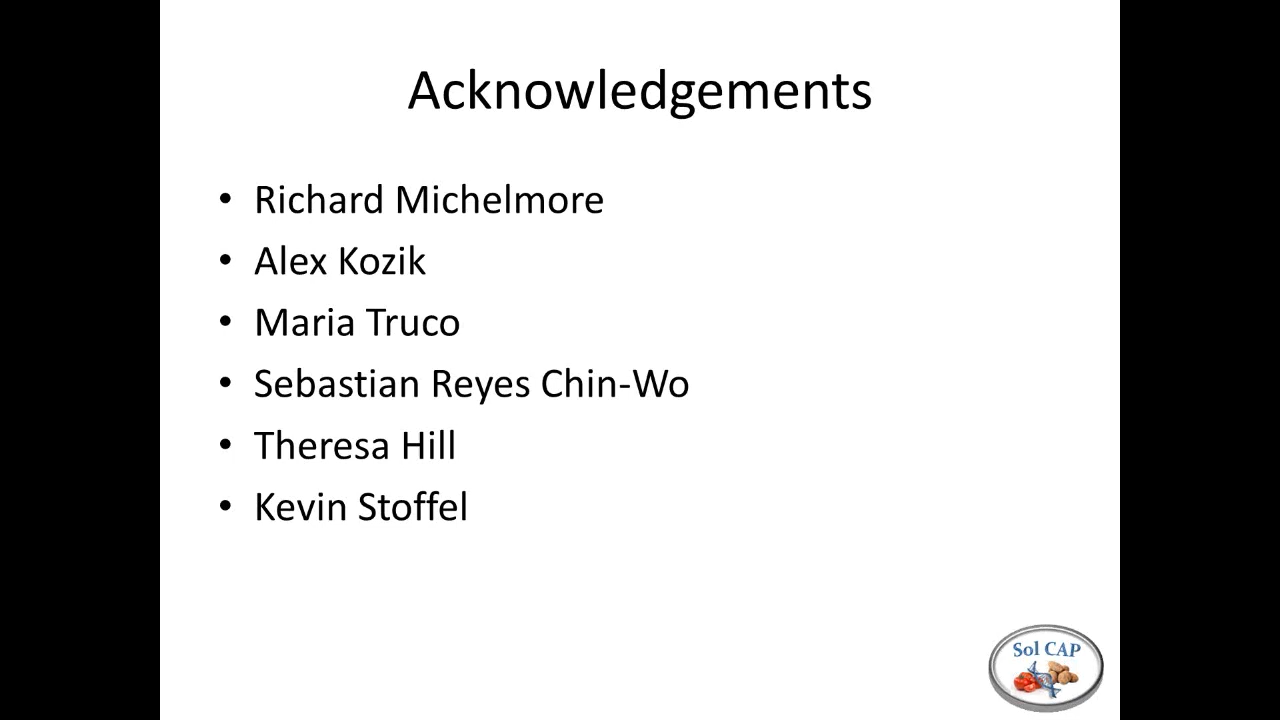 Acknowledgements
• Richard Michelmore
• Alex Kozik
• Maria Truco
• Sebastian Reyes Chin-Wo
• Theresa Hill
• Kevin Stoffel
Sol CAP